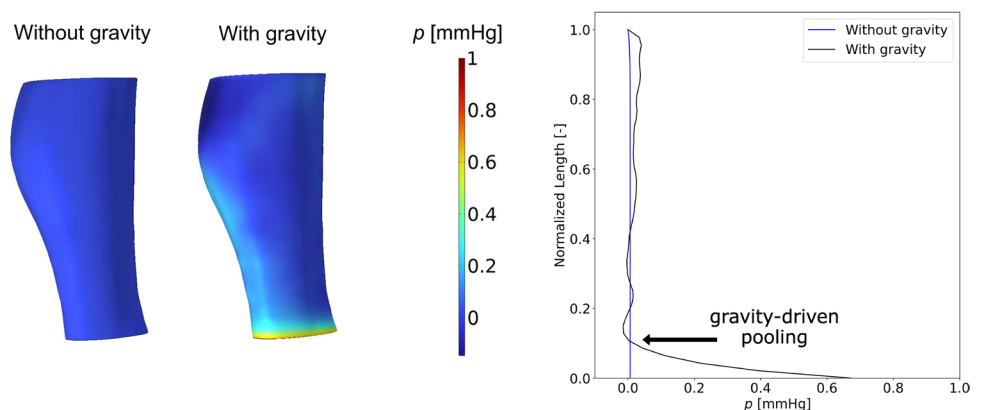 Without gravity
With gravity
p [mmHg]
1
0.8
0.6
0.4
0.2
0
Without gravity
With gravity
Normalized Length [-]
1.0
0.8
0.6
0.4
0.2
0.0
gravity-driven
pooling
0.0 0.2 0.4 0.6 0.8 1.0
p [mmHg]